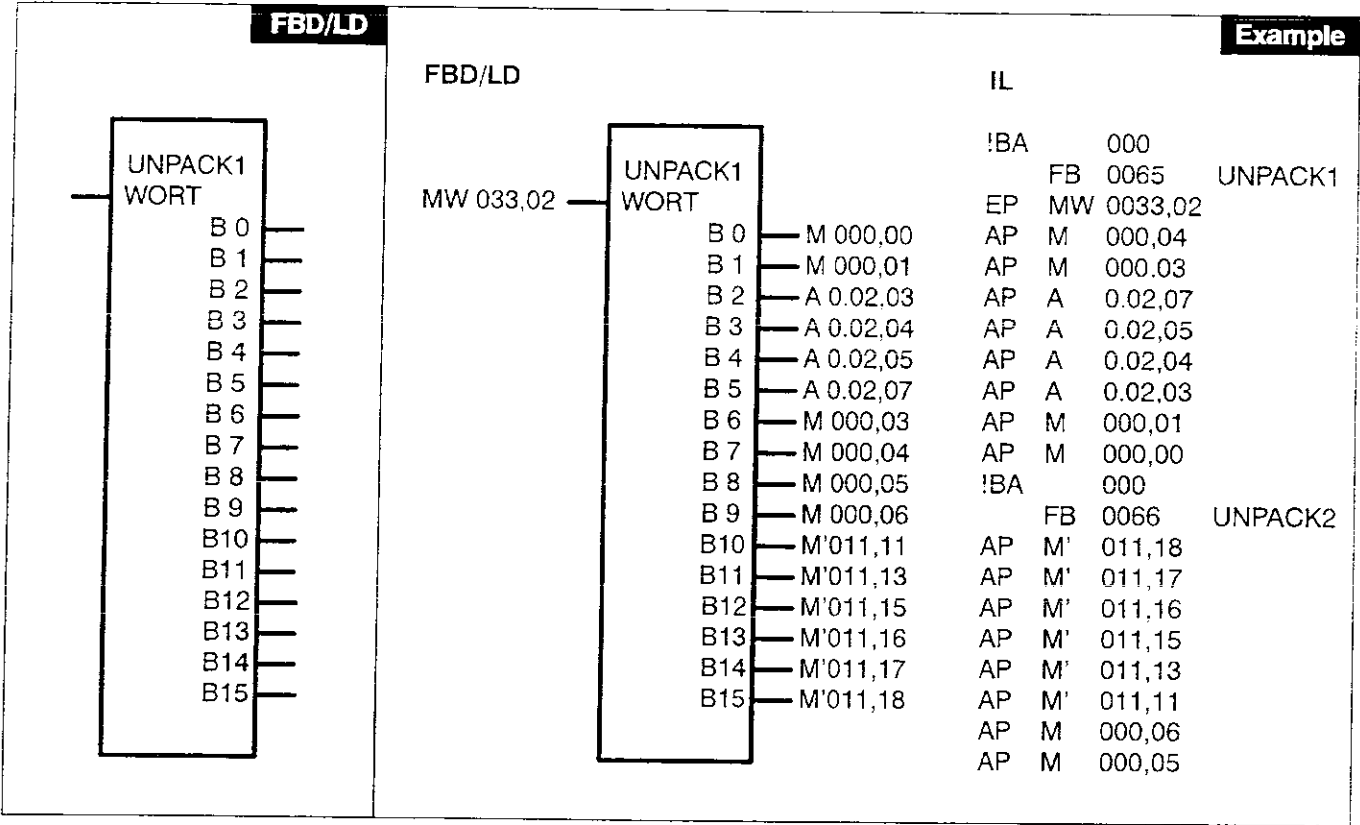 FBD/LD
UNPACK1
WORT
B 0
B 1
B 2
B 3
B 4
B 5
B 6
B 7
B 8
B 9
B10
B11
B12
B13
B14
B15
Example
FBD/LD
MW 033,02
UNPACK1
WORT
B 0 M 000,00
B 1 M 000,01
B 2 A 0.02,03
B 3 A 0.02,04
B 4 A 0.02,05
B 5 A 0.02,07
B 6 M 000,03
B 7 M 000,04
B 8 M 000,05
B 9 M 000,06
B10 M'011,11
B11 M'011,13
B12 M'011,15
B13 M'011,16
B14 M'011,17
B15 M'011,18
IL
!BA 000
FB 0065 UNPACK1
EP MW 0033,02
AP M 000,04
AP M 000.03
AP A 0.02,07
AP A 0.02,05
AP A 0.02,04
AP A 0.02,03
AP M 000,01
AP M 000,00
!BA 000
FB 0066 UNPACK2
AP M' 011,18
AP M' 011,17
AP M' 011,16
AP M' 011,15
AP M' 011,13
AP M' 011,11
AP M 000,06
AP M 000,05